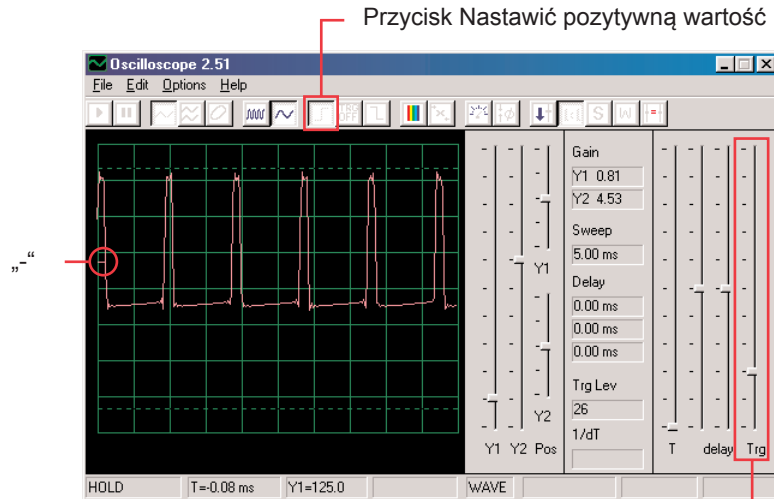 Przycisk Nastawić pozytywną wartość
Oscilloscope 2.51
File Edit Options Help
TRG OFF
S
W
„-“
Gain
Y1 0.81
Y2 4.53
Sweep
5.00 ms
Delay
0.00 ms
0.00 ms
0.00 ms
Trg Lev
26
1/dT
Y1
Y2
Y1 Y2 Pos
T delay Trg
HOLD T=-0.08 ms Y1=125.0 WAVE